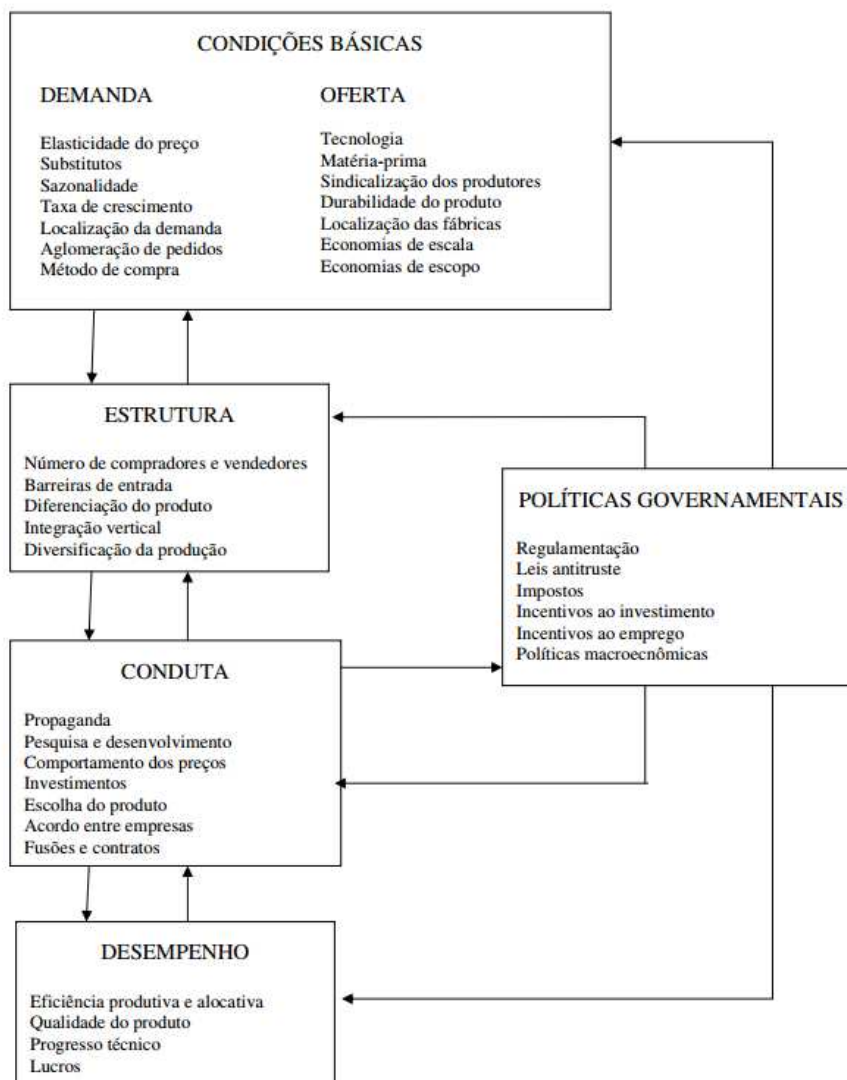 CONDIÇÕES BÁSICAS
DEMANDA
Elasticidade do preço
Substitutos
Sazonalidade
Taxa de crescimento
Localização da demanda
Aglomeração de pedidos
Método de compra
OFERTA
Tecnologia
Matéria-prima
Sindicalização dos produtores
Durabilidade do produto
Localização das fábricas
Economias de escala
Economias de escopo
ESTRUTURA
Número de compradores e vendedores
Barreiras de entrada
Diferenciação do produto
Integração vertical
Diversificação da produção
POLÍTICAS GOVERNAMENTAIS
Regulamentação
Leis antitruste
Impostos
Incentivos ao investimento
Incentivos ao emprego
Políticas macroecnômicas
CONDUTA
Propaganda
Pesquisa e desenvolvimento
Comportamento dos preços
Investimentos
Escolha do produto
Acordo entre empresas
Fusões e contratos
DESEMPENHO
Eficiência produtiva e alocativa
Qualidade do produto
Progresso técnico
Lucros